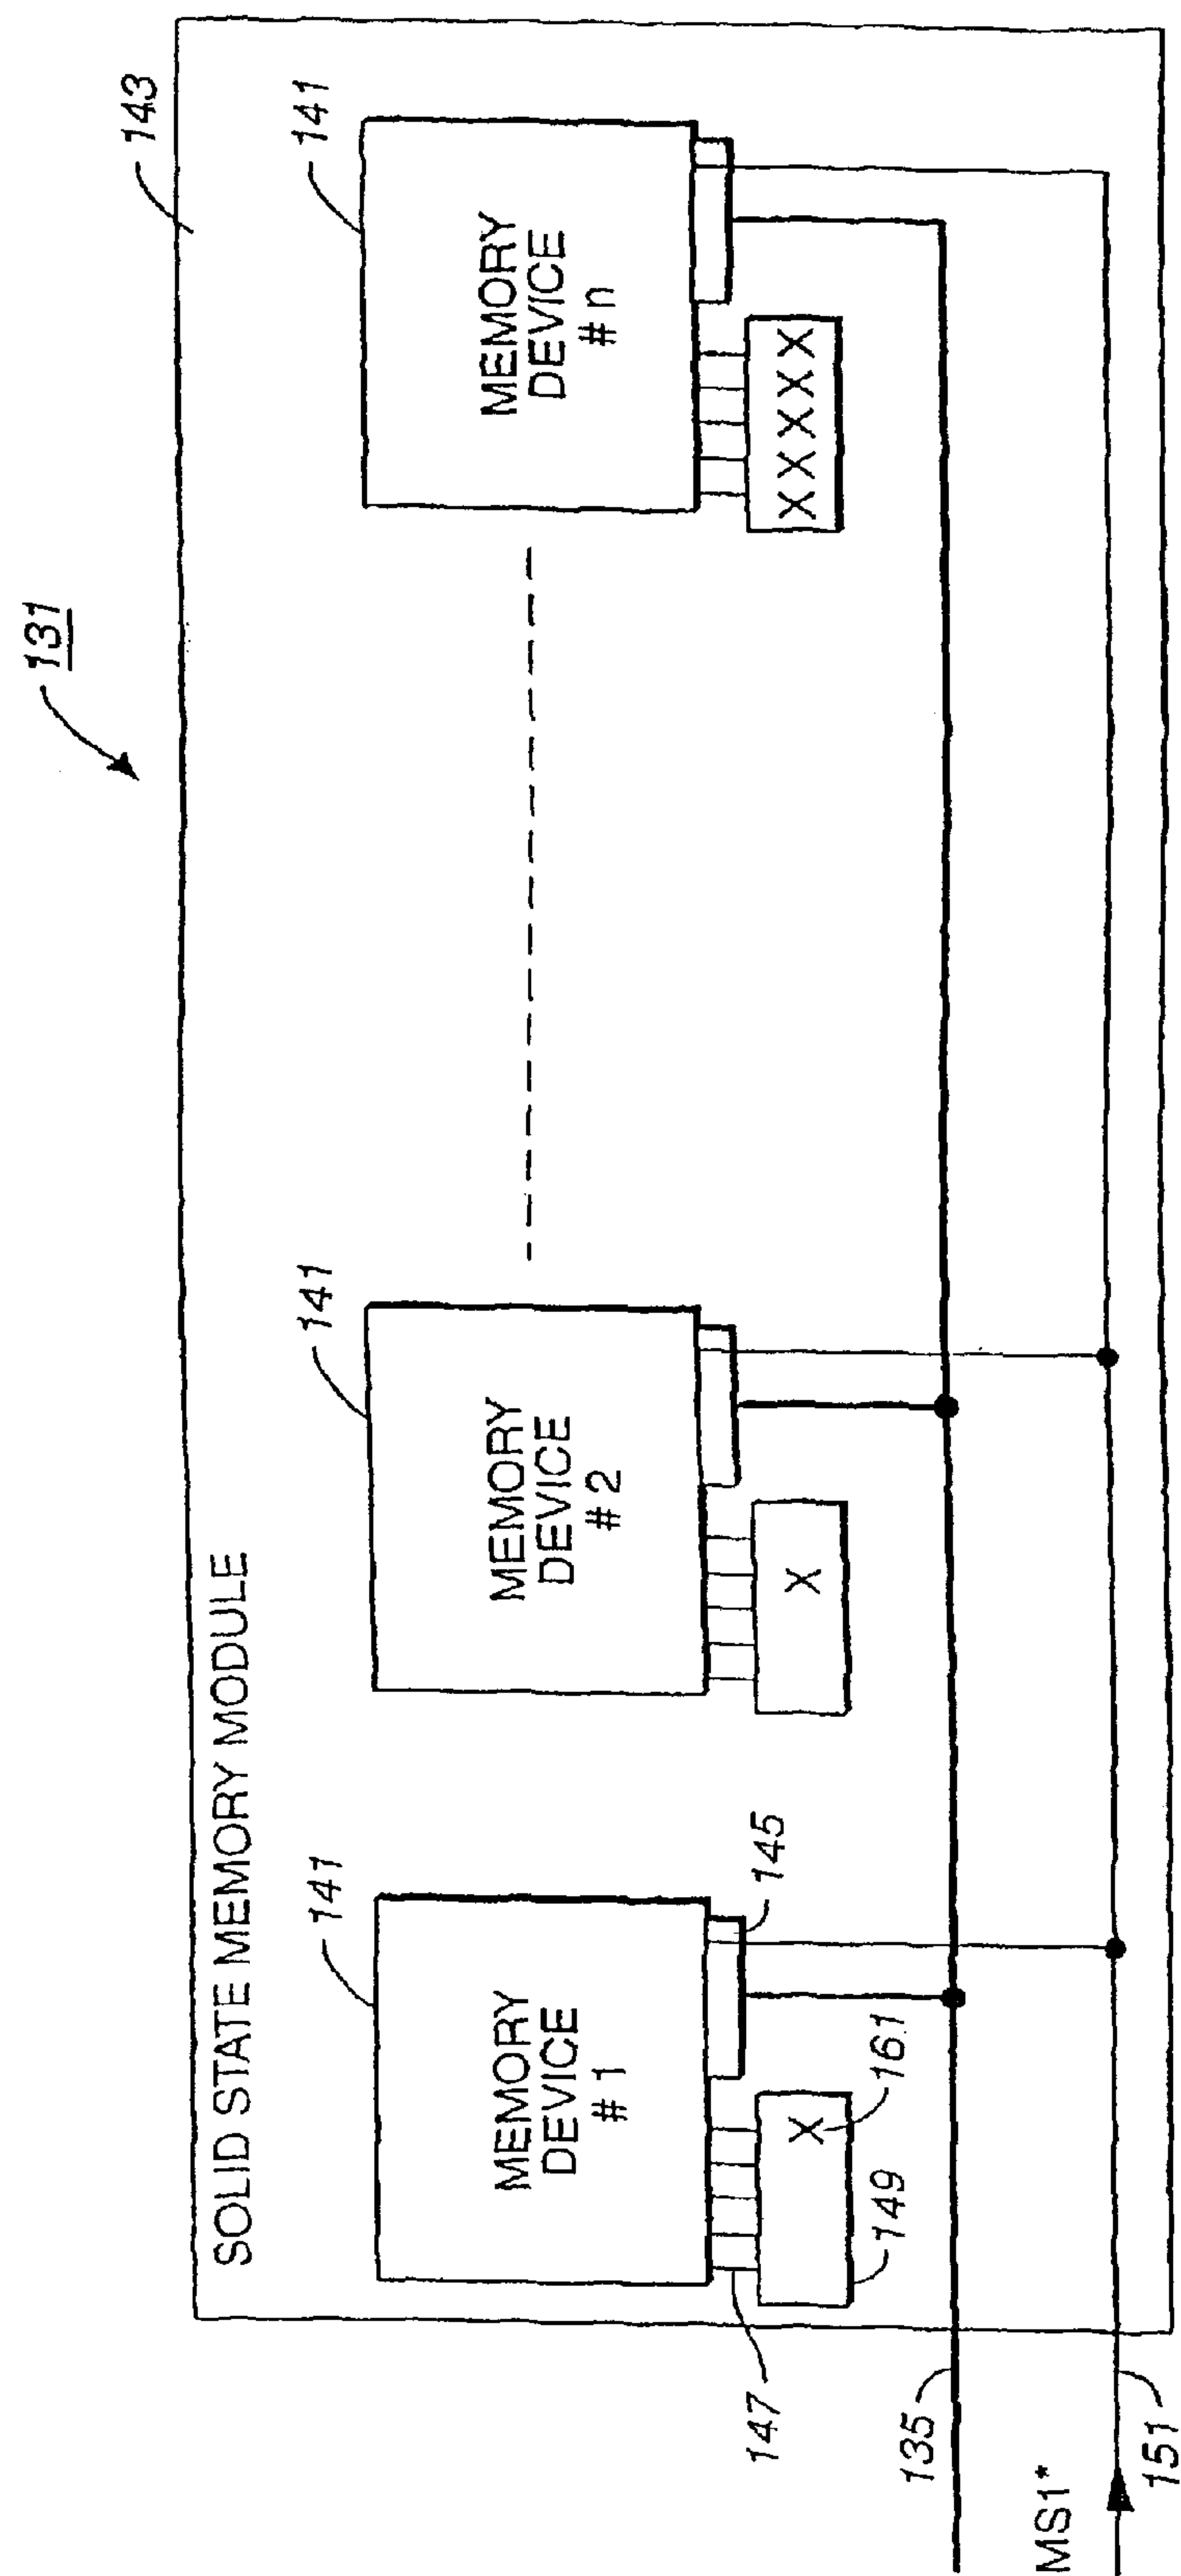 131
143
SOLID STATE MEMORY MODULE
141
141
141
MEMORY
DEVICE
# 1
MEMORY
DEVICE
# 2
MEMORY
DEVICE
# n
145
147
X
X
XXXXX
161
149
135
MS1*
151